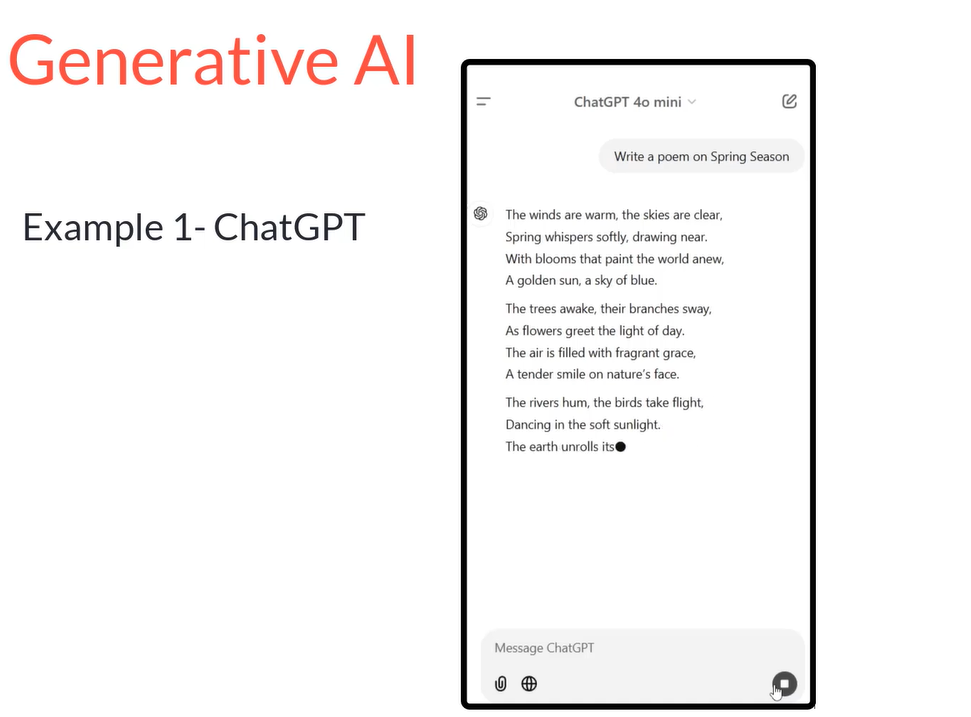 Generative AI
Example 1- ChatGPT
ChatGPT 4o mini
Write a poem on Spring Season
The winds are warm, the skies are clear,
Spring whispers softly, drawing near.
With blooms that paint the world anew,
A golden sun, a sky of blue.
The trees awake, their branches sway,
As flowers greet the light of day.
The air is filled with fragrant grace,
A tender smile on nature's face.
The rivers hum, the birds take flight,
Dancing in the soft sunlight.
The earth unrolls its
Message ChatGPT